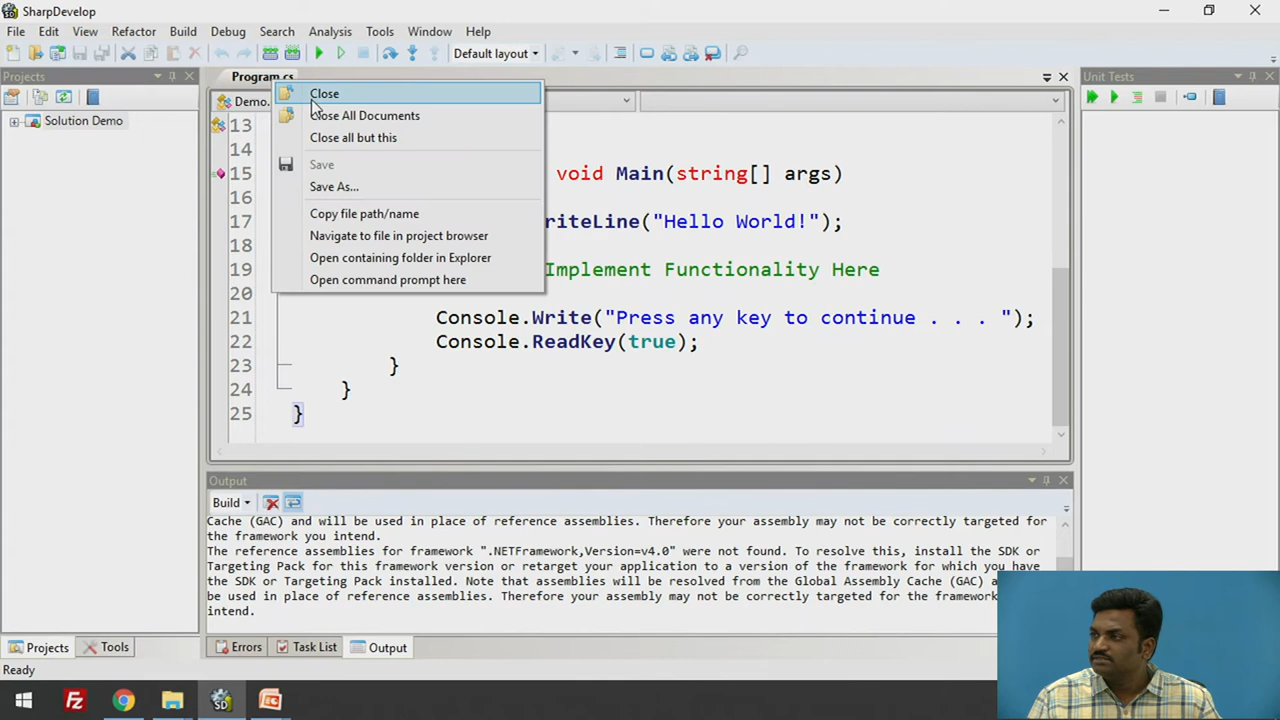 SharpDevelop
File Edit View Refactor Build Debug Search Analysis Tools Window Help
Default layout
Projects
Program.cs
Unit Tests
Solution Demo
Demo.
Close
Close All Documents
Close all but this
Save
Save As...
Copy file path/name
Navigate to file in project browser
Open containing folder in Explorer
Open command prompt here
13
14
15 void Main(string[] args)
16
17 riteLine("Hello World!");
18
19 Implement Functionality Here
20
21 Console.Write("Press any key to continue . . . ");
22 Console.ReadKey(true);
23 }
24 }
25 }
Output
Build
Cache (GAC) and will be used in place of reference assemblies. Therefore your assembly may not be correctly targeted for
the framework you intend.
The reference assemblies for framework ".NETFramework,Version=v4.0" were not found. To resolve this, install the SDK or
Targeting Pack for this framework version or retarget your application to a version of the framework for which you have
the SDK or Targeting Pack installed. Note that assemblies will be resolved from the Global Assembly Cache (GAC) a
be used in place of reference assemblies. Therefore your assembly may not be correctly targeted for the framework
intend.
Projects Tools
Errors Task List Output
Ready
Fz
SD